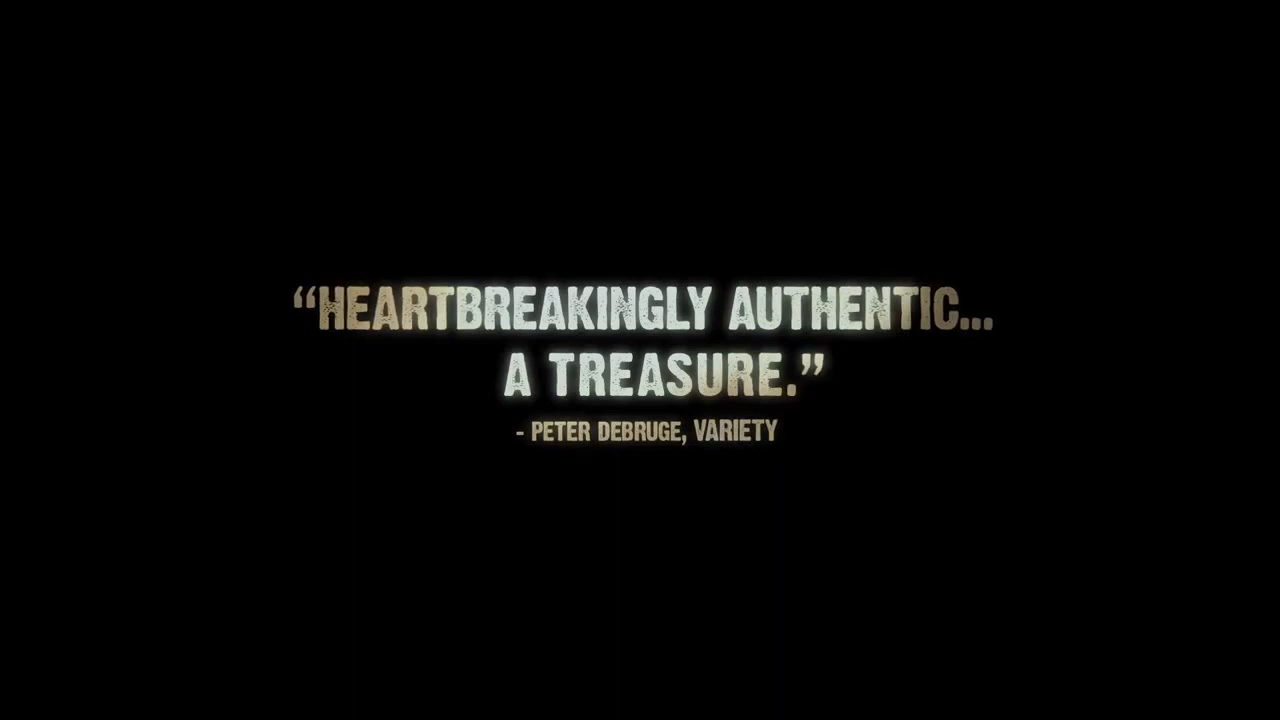 “HEARTBREAKINGLY AUTHENTIC...
A TREASURE.”
- PETER DEBRUGE, VARIETY